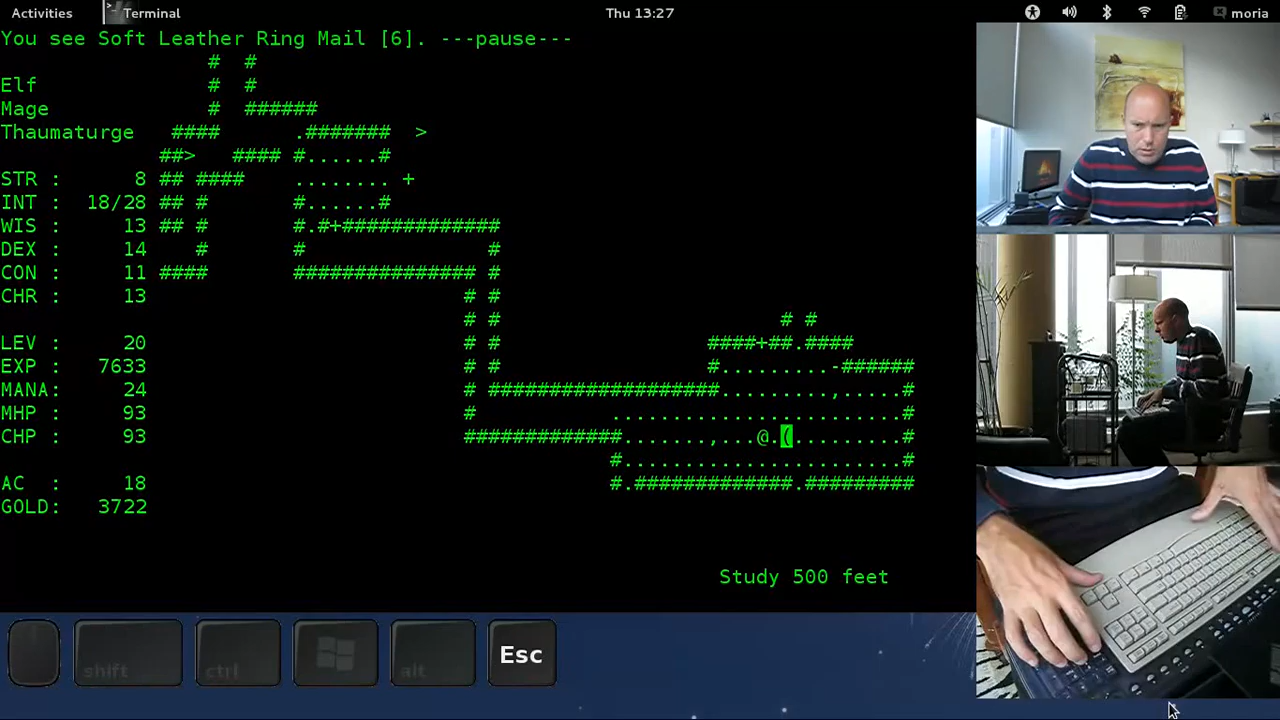 Activities Terminal Thu 13:27 moria
You see Soft Leather Ring Mail [6]. ---pause---
# #
Elf # #
Mage # ######
Thaumaturge #### .####### >
##> #### #......#
STR : 8 ## #### ........ +
INT : 18/28 ## # #......#
WIS : 13 ## # #.#+#############
DEX : 14 # # #
CON : 11 #### ############### #
CHR : 13 # #
# # # #
LEV : 20 # # ####+##.####
EXP : 7633 # # #.........-######
MANA: 24 # ###################.........,.....#
MHP : 93 # ........................#
CHP : 93 #############.......,...@.(.........#
#.......................#
AC : 18 #.#############.#########
GOLD: 3722
Study 500 feet
shift ctrl alt Esc